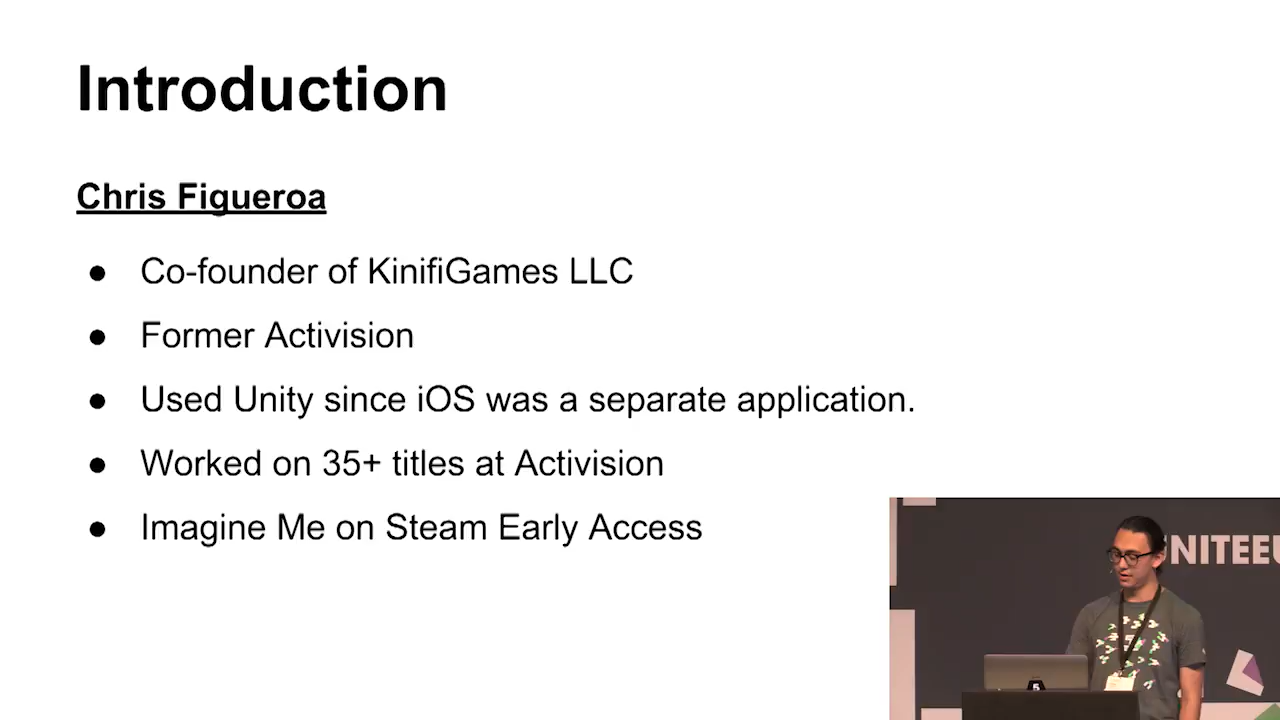 Introduction
Chris Figueroa
● Co-founder of KinifiGames LLC
● Former Activision
● Used Unity since iOS was a separate application.
● Worked on 35+ titles at Activision
● Imagine Me on Steam Early Access
NITEEU